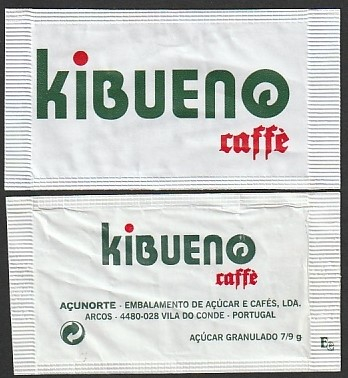 KiBUENO
caffè
KiBUENO
caffè
AÇUNORTE - EMBALAMENTO DE AÇÚCAR E CAFÉS, LDA.
ARCOS - 4480-028 VILA DO CONDE - PORTUGAL
AÇÚCAR GRANULADO 7/9 g